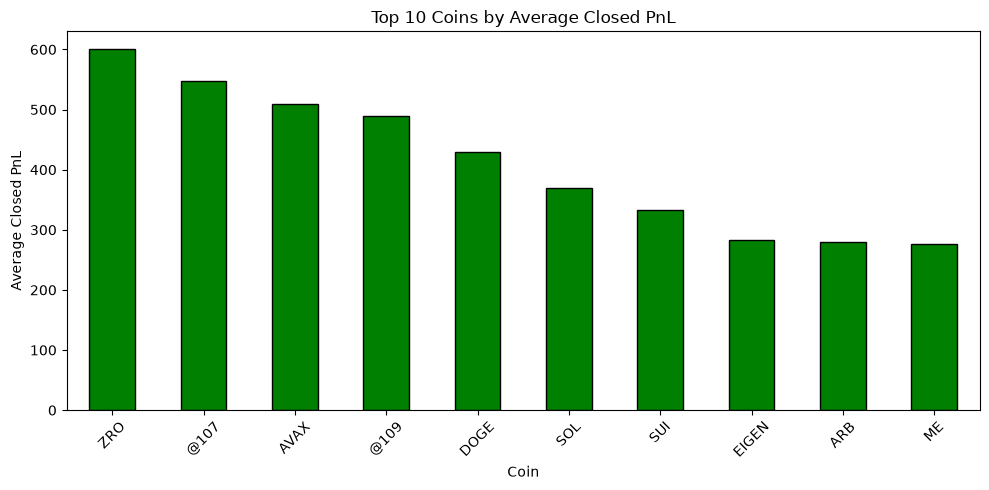 Top 10 Coins by Average Closed PnL
Average Closed PnL
600
500
400
300
200
100
0
ZRO
@107
AVAX
@109
DOGE
SOL
SUI
EIGEN
ARB
ME
Coin